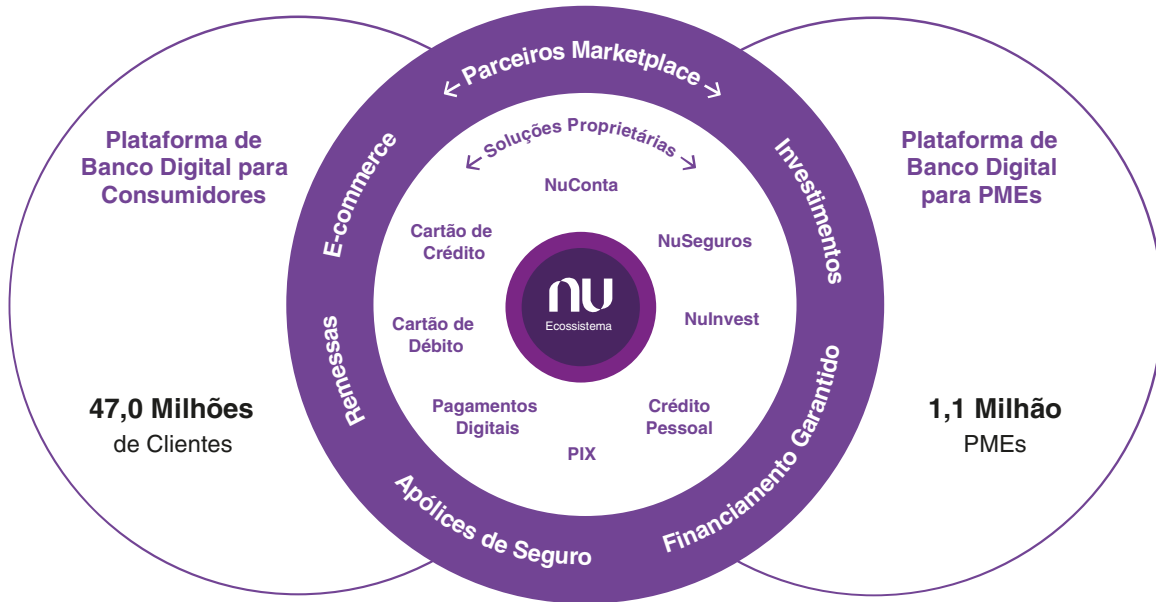 Plataforma de
Banco Digital para
Consumidores
47,0 Milhões
de Clientes
← Parceiros Marketplace →
E-commerce
Remessas
Apólices de Seguro
Financiamento Garantido
Investimentos
← Soluções Proprietárias →
NuConta
Cartão de
Crédito
NuSeguros
Cartão de
Débito
NuInvest
Pagamentos
Digitais
Crédito
Pessoal
PIX
nu
Ecossistema
Plataforma de
Banco Digital
para PMEs
1,1 Milhão
PMEs